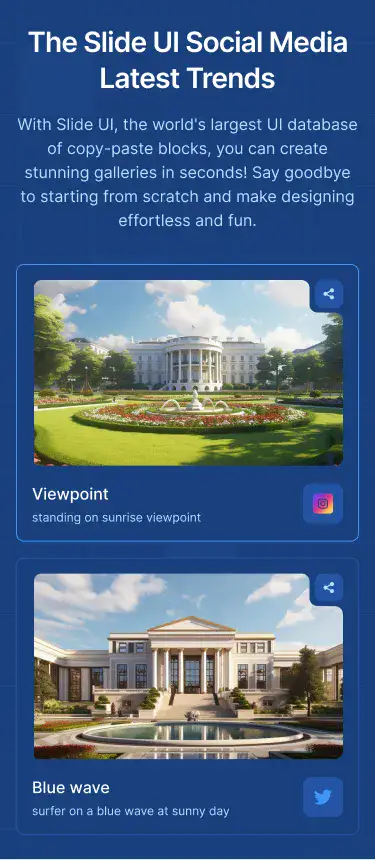 The Slide UI Social Media
Latest Trends
With Slide UI, the world's largest UI database
of copy-paste blocks, you can create
stunning galleries in seconds! Say goodbye
to starting from scratch and make designing
effortless and fun.
Viewpoint
standing on sunrise viewpoint
Blue wave
surfer on a blue wave at sunny day